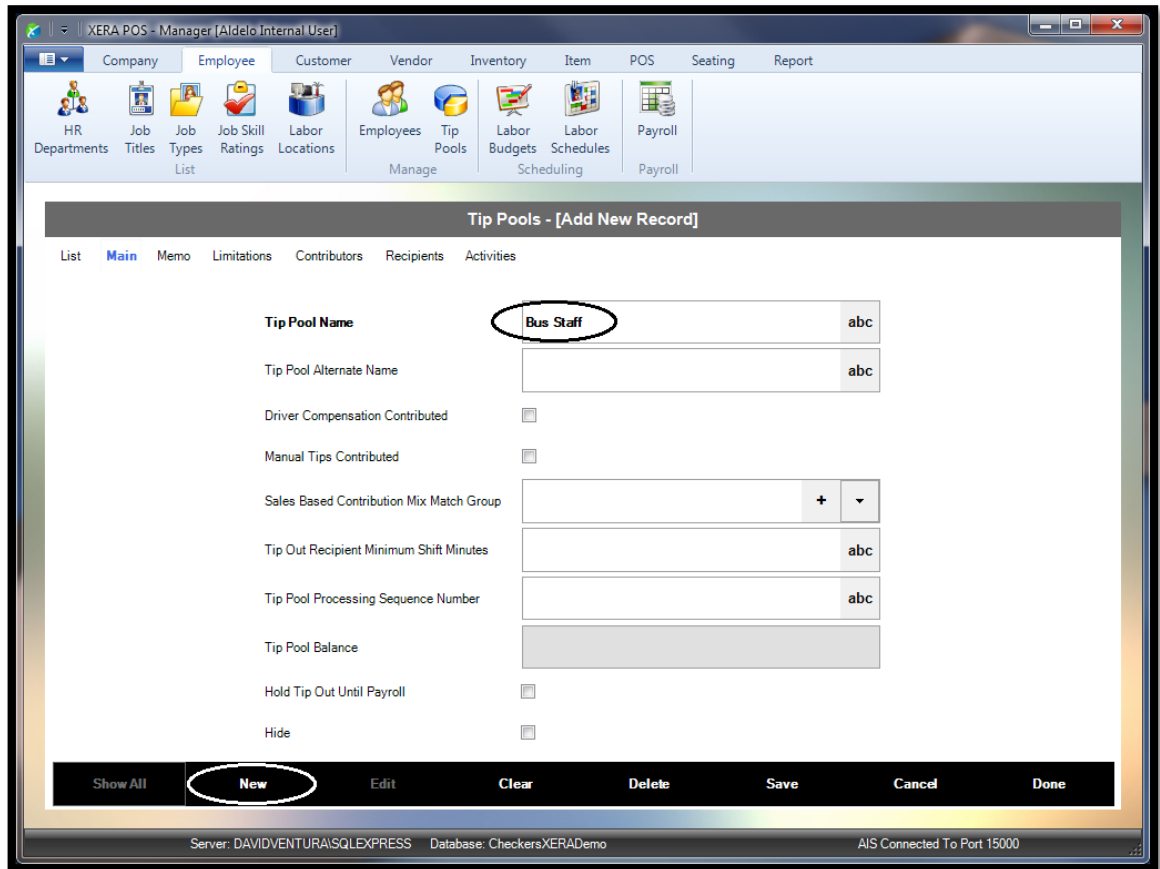 XERA POS - Manager [Aldelo Internal User]
Company Employee Customer Vendor Inventory Item POS Seating Report
HR Departments Job Titles Job Types Job Skill Ratings Labor Locations Employees Tip Pools Labor Budgets Labor Schedules Payroll
List Manage Scheduling Payroll
Tip Pools - [Add New Record]
List Main Memo Limitations Contributors Recipients Activities
Tip Pool Name Bus Staff abc
Tip Pool Alternate Name abc
Driver Compensation Contributed
Manual Tips Contributed
Sales Based Contribution Mix Match Group +
Tip Out Recipient Minimum Shift Minutes abc
Tip Pool Processing Sequence Number abc
Tip Pool Balance
Hold Tip Out Until Payroll
Hide
Show All New Edit Clear Delete Save Cancel Done
Server: DAVIDVENTURA\SQLEXPRESS Database: CheckersXERADemo AIS Connected To Port 15000